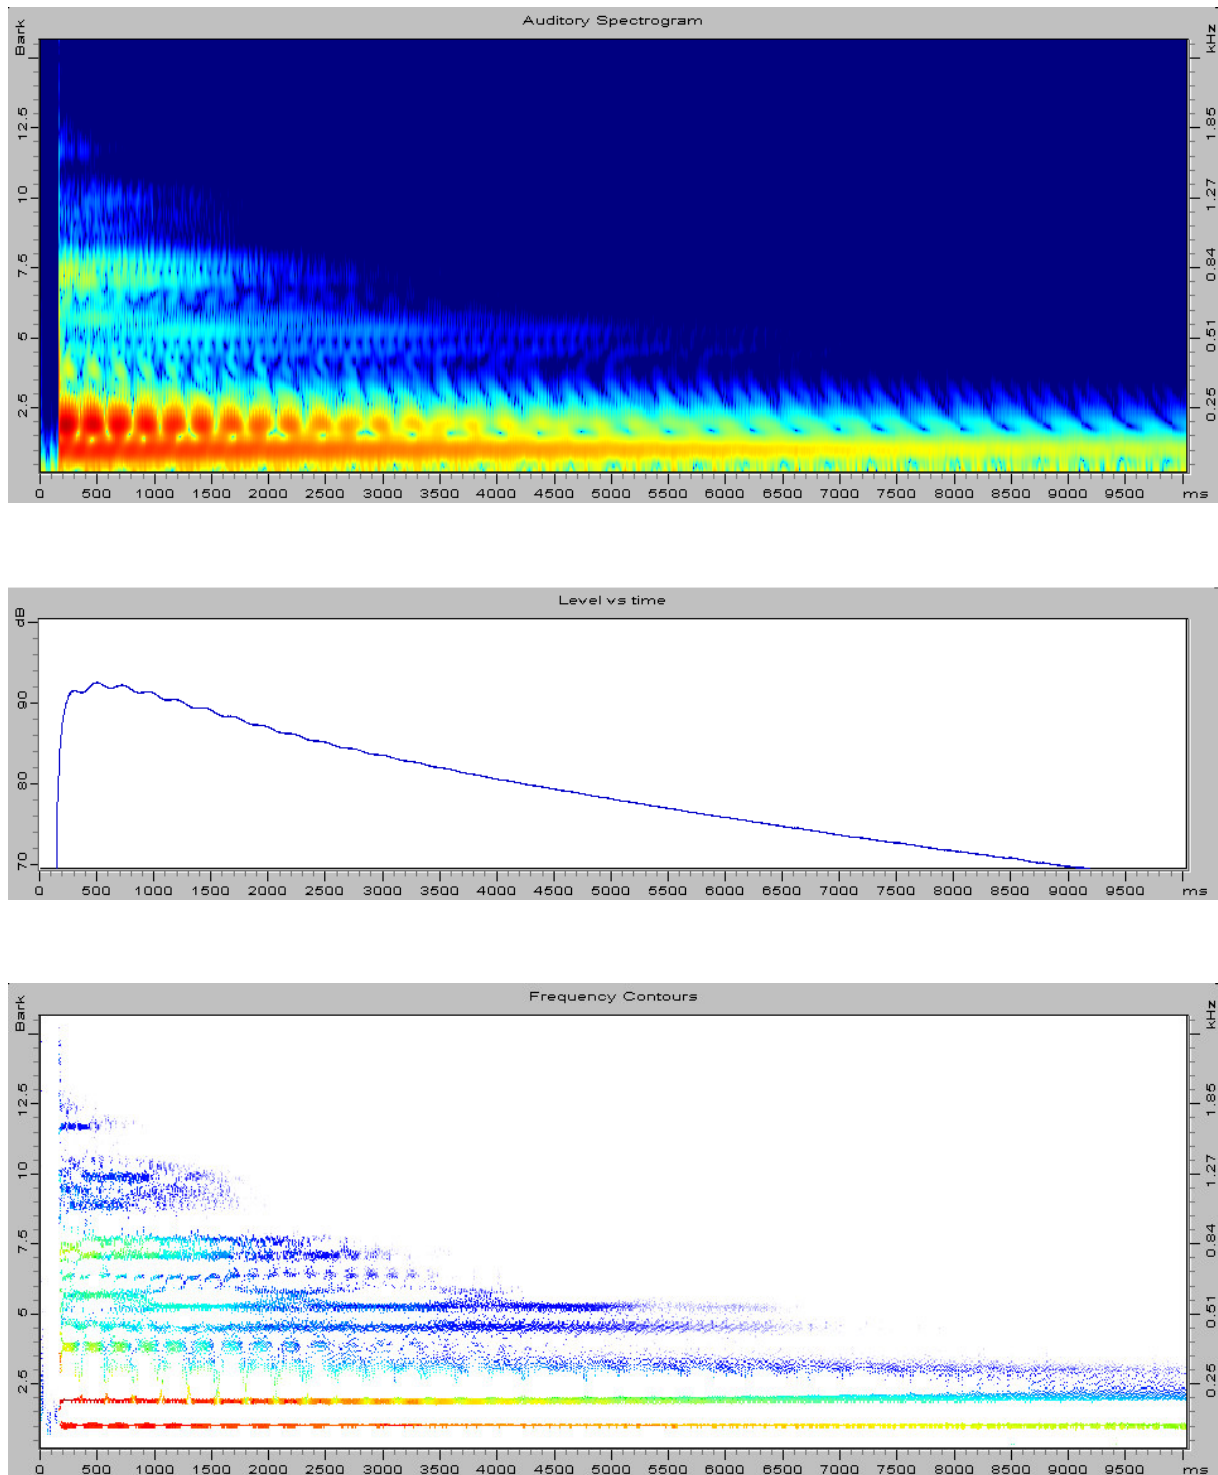 Auditory Spectrogram
Bark kHz
12.5 1.85
10 1.27
7.5 0.84
5 0.51
2.5 0.25
0 500 1000 1500 2000 2500 3000 3500 4000 4500 5000 5500 6000 6500 7000 7500 8000 8500 9000 9500 ms
Level vs time
dB
90
80
70
0 500 1000 1500 2000 2500 3000 3500 4000 4500 5000 5500 6000 6500 7000 7500 8000 8500 9000 9500 ms
Frequency Contours
Bark kHz
12.5 1.85
10 1.27
7.5 0.84
5 0.51
2.5 0.25
0 500 1000 1500 2000 2500 3000 3500 4000 4500 5000 5500 6000 6500 7000 7500 8000 8500 9000 9500 ms